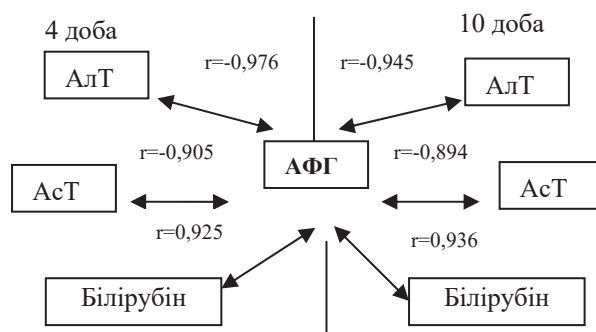 4 доба
10 доба
r=-0,976
r=-0,945
АлТ
АлТ
r=-0,905
АФГ
r=-0,894
АсТ
АсТ
r=0,925
r=0,936
Білірубін
Білірубін